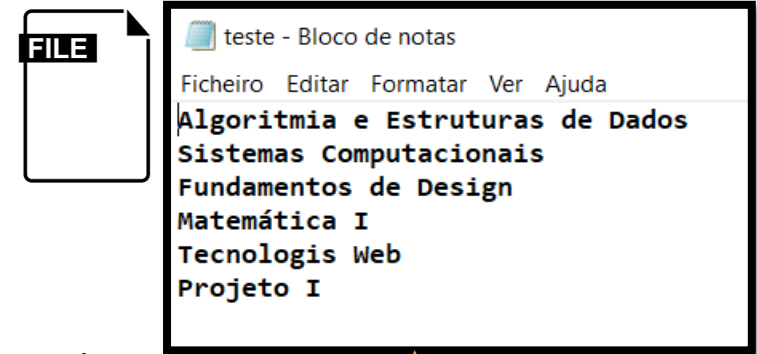 FILE
teste - Bloco de notas
Ficheiro Editar Formatar Ver Ajuda
Algoritmia e Estruturas de Dados
Sistemas Computacionais
Fundamentos de Design
Matemática I
Tecnologis Web
Projeto I